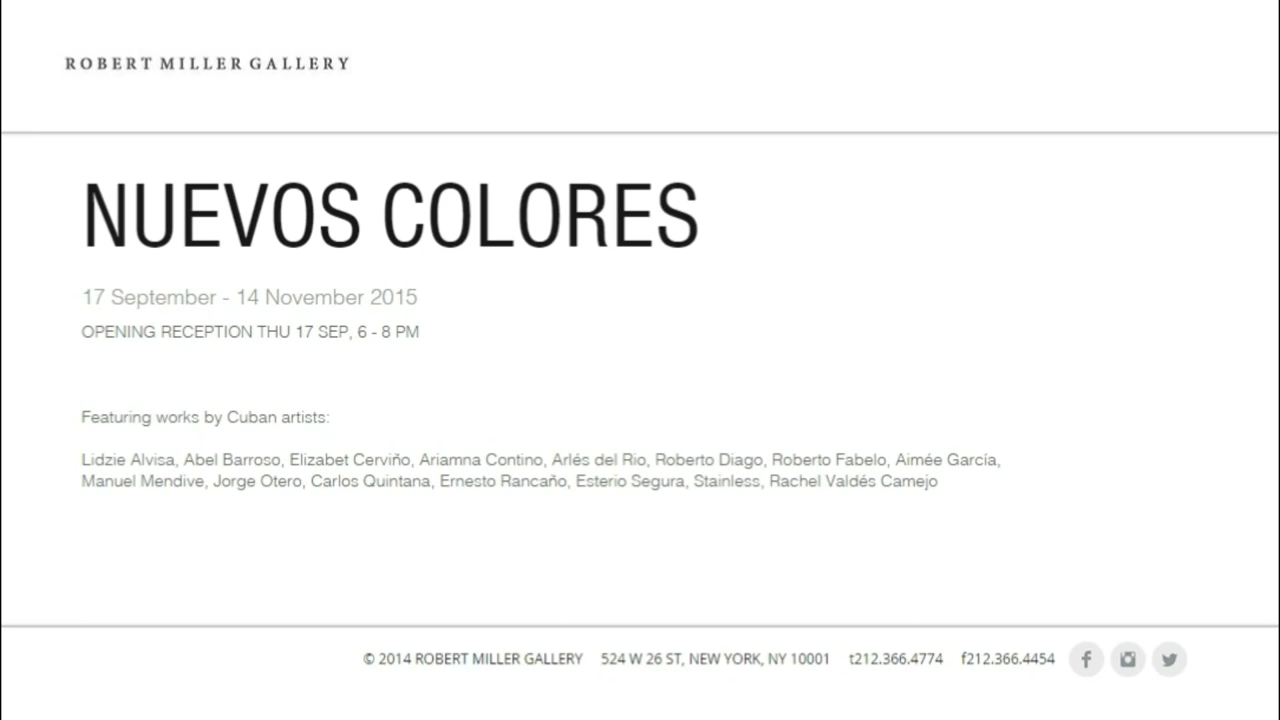 ROBERT MILLER GALLERY
NUEVOS COLORES
17 September - 14 November 2015
OPENING RECEPTION THU 17 SEP, 6 - 8 PM
Featuring works by Cuban artists:
Lidzie Alvisa, Abel Barroso, Elizabet Cerviño, Ariamna Contino, Arlés del Rio, Roberto Diago, Roberto Fabelo, Aimée García,
Manuel Mendive, Jorge Otero, Carlos Quintana, Ernesto Rancaño, Esterio Segura, Stainless, Rachel Valdés Camejo
© 2014 ROBERT MILLER GALLERY 524 W 26 ST, NEW YORK, NY 10001 t212.366.4774 f212.366.4454